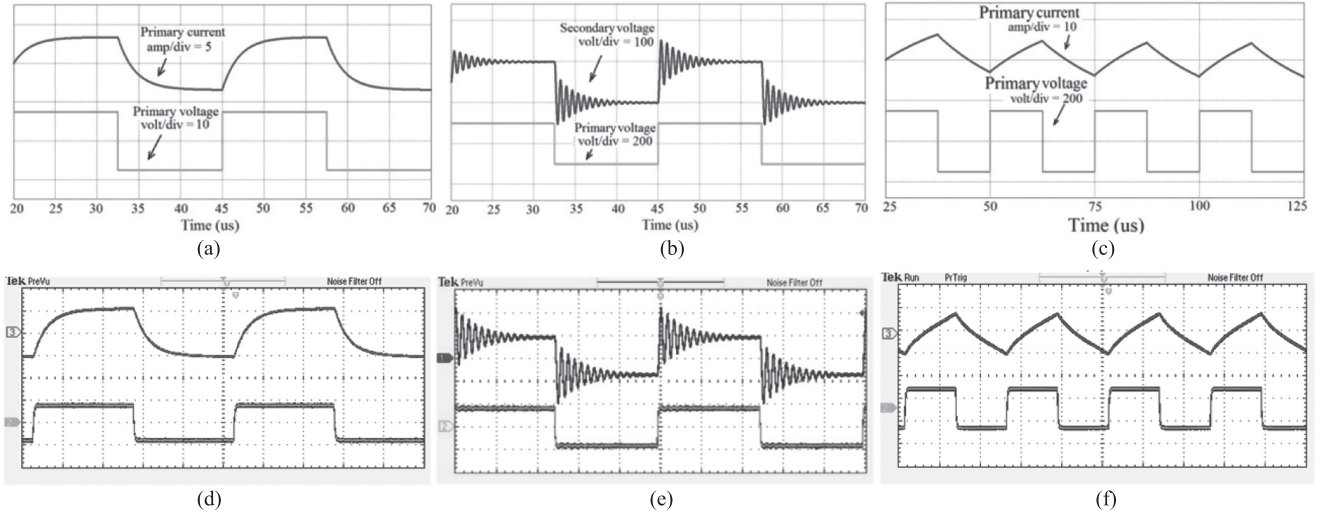 Primary current
amp/div = 5
Primary voltage
volt/div = 10
20 25 30 35 40 45 50 55 60 65 70
Time (us)
(a)
Secondary voltage
volt/div = 100
Primary voltage
volt/div = 200
20 25 30 35 40 45 50 55 60 65 70
Time (us)
(b)
Primary current
amp/div = 10
Primary voltage
volt/div = 200
25 50 75 100 125
Time (us)
(c)
Tek PreVu Noise Filter Off
3
2
(d)
Tek PreVu Noise Filter Off
1
2
(e)
Tek Run PrTrig Noise Filter Off
3
2
(f)